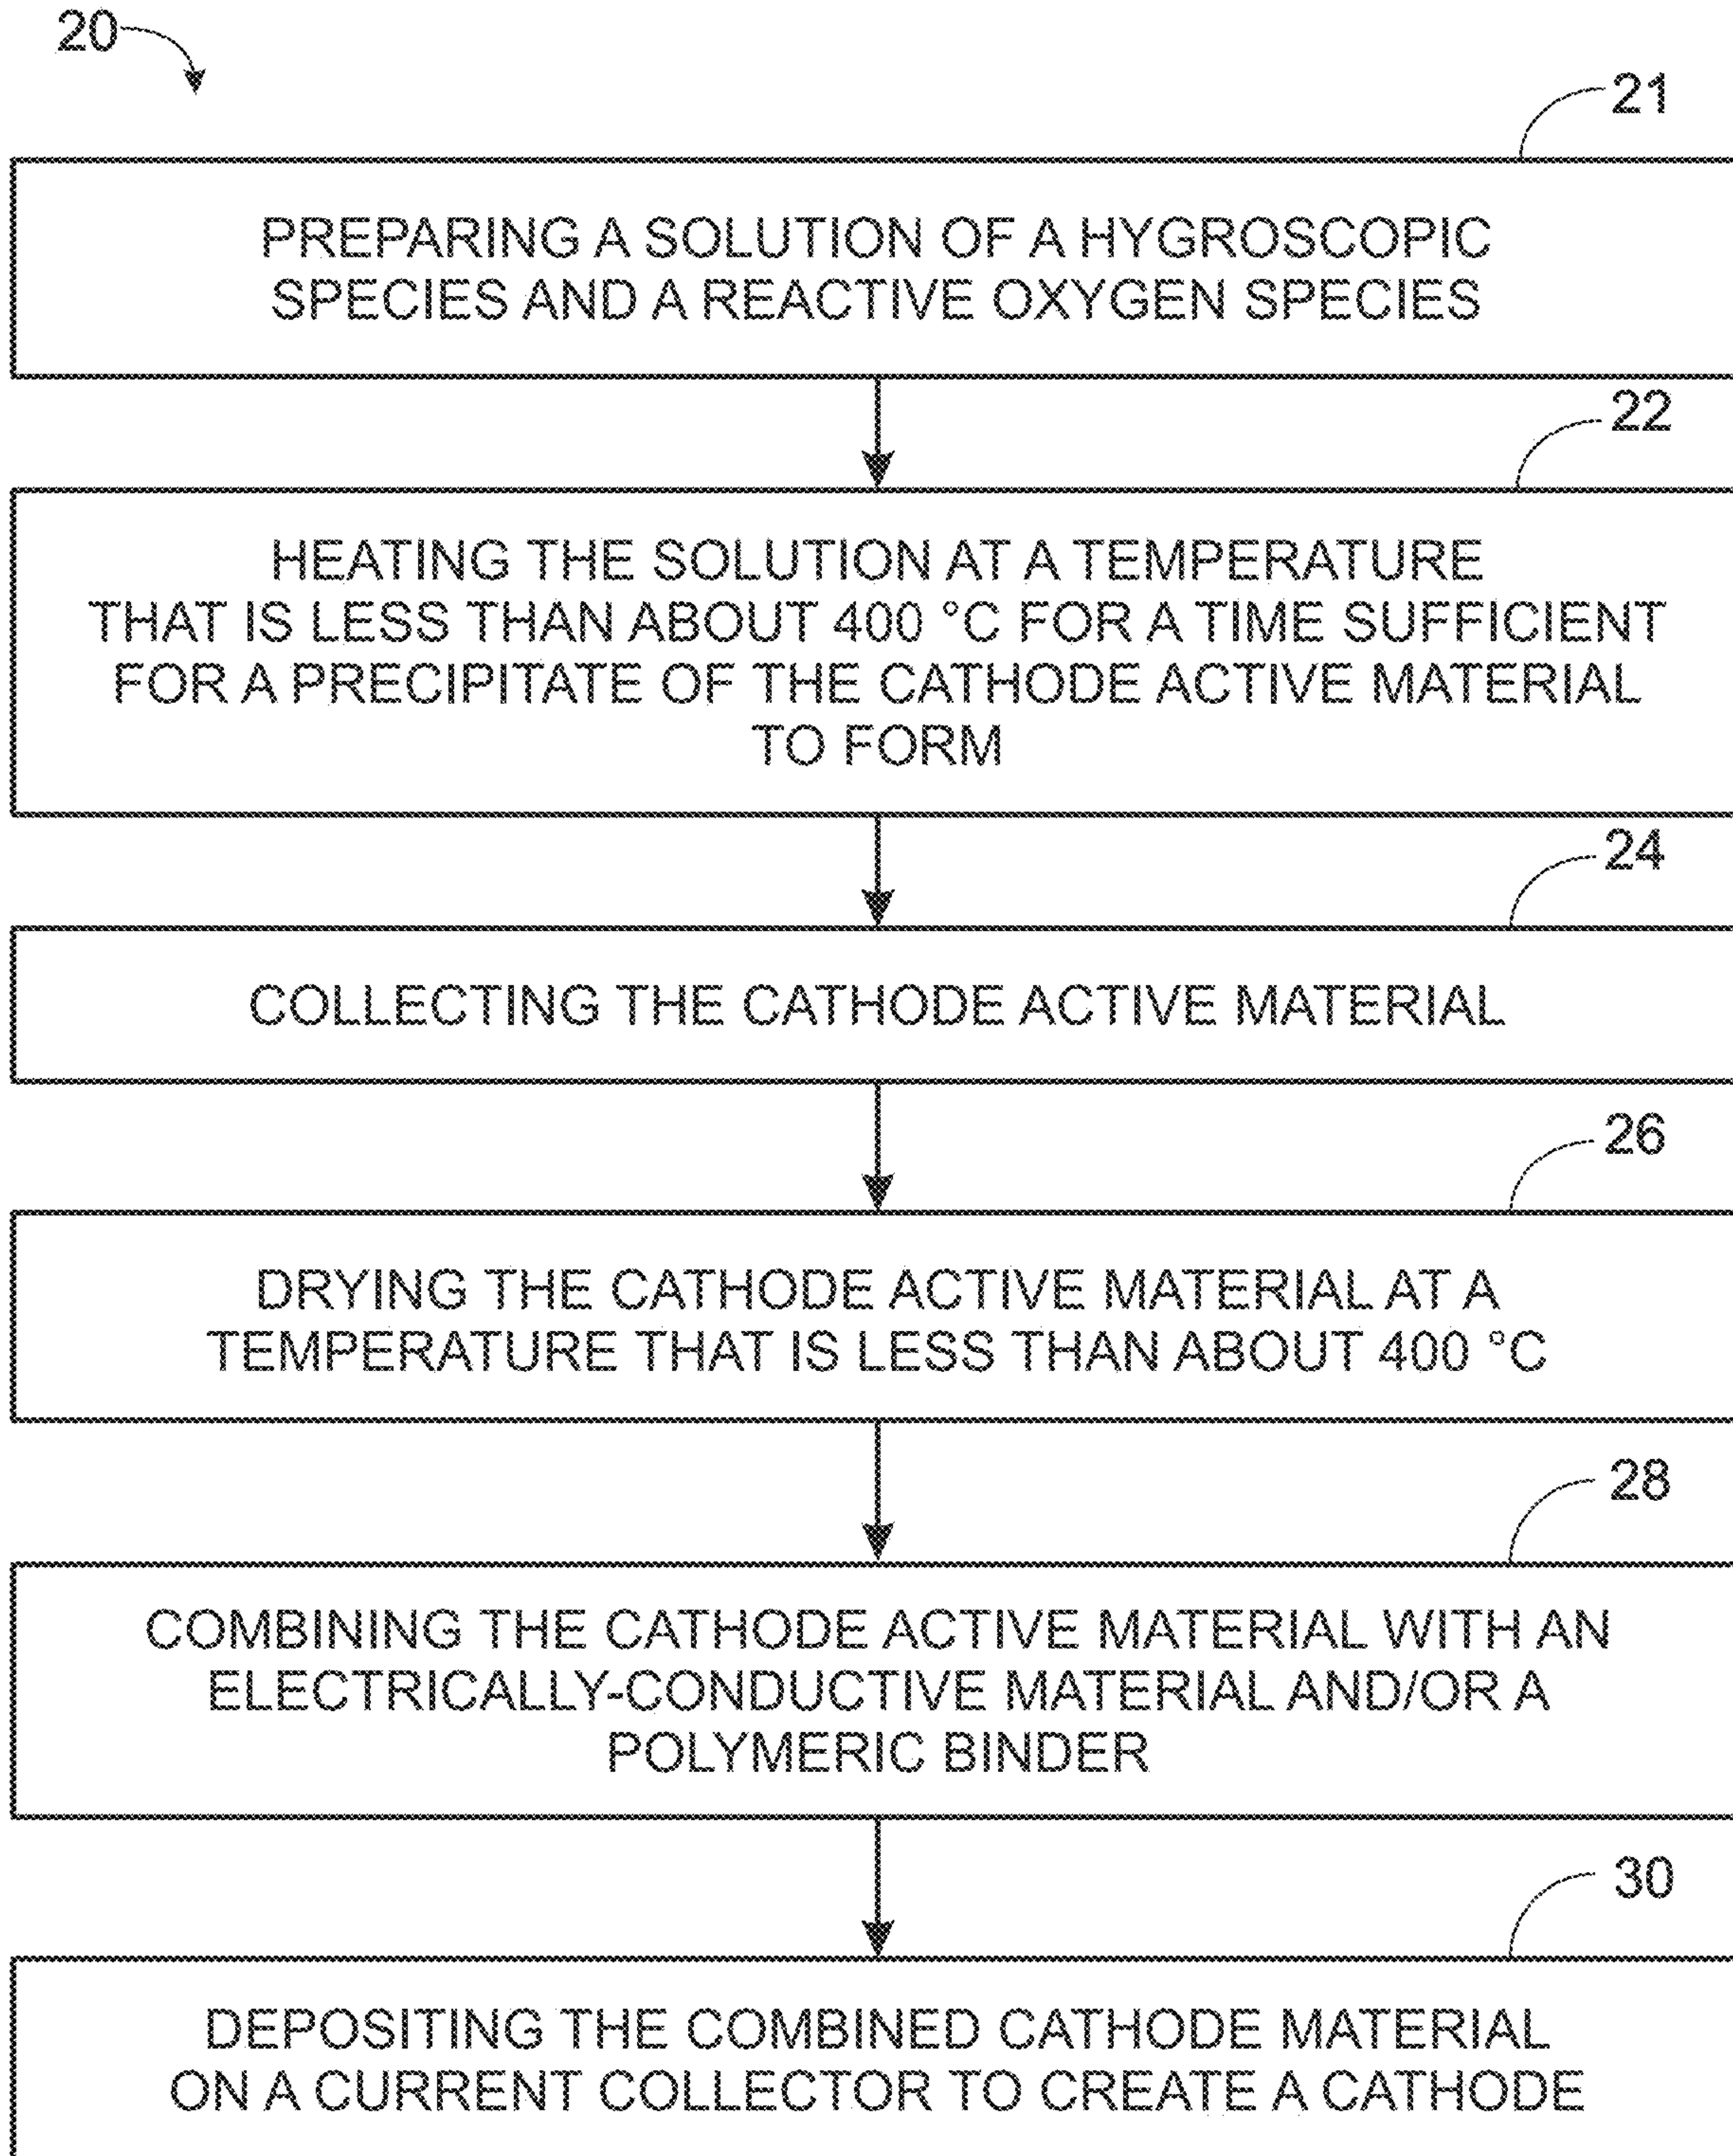 20
21
PREPARING A SOLUTION OF A HYGROSCOPIC
SPECIES AND A REACTIVE OXYGEN SPECIES
22
HEATING THE SOLUTION AT A TEMPERATURE
THAT IS LESS THAN ABOUT 400 °C FOR A TIME SUFFICIENT
FOR A PRECIPITATE OF THE CATHODE ACTIVE MATERIAL
TO FORM
24
COLLECTING THE CATHODE ACTIVE MATERIAL
26
DRYING THE CATHODE ACTIVE MATERIAL AT A
TEMPERATURE THAT IS LESS THAN ABOUT 400 °C
28
COMBINING THE CATHODE ACTIVE MATERIAL WITH AN
ELECTRICALLY-CONDUCTIVE MATERIAL AND/OR A
POLYMERIC BINDER
30
DEPOSITING THE COMBINED CATHODE MATERIAL
ON A CURRENT COLLECTOR TO CREATE A CATHODE